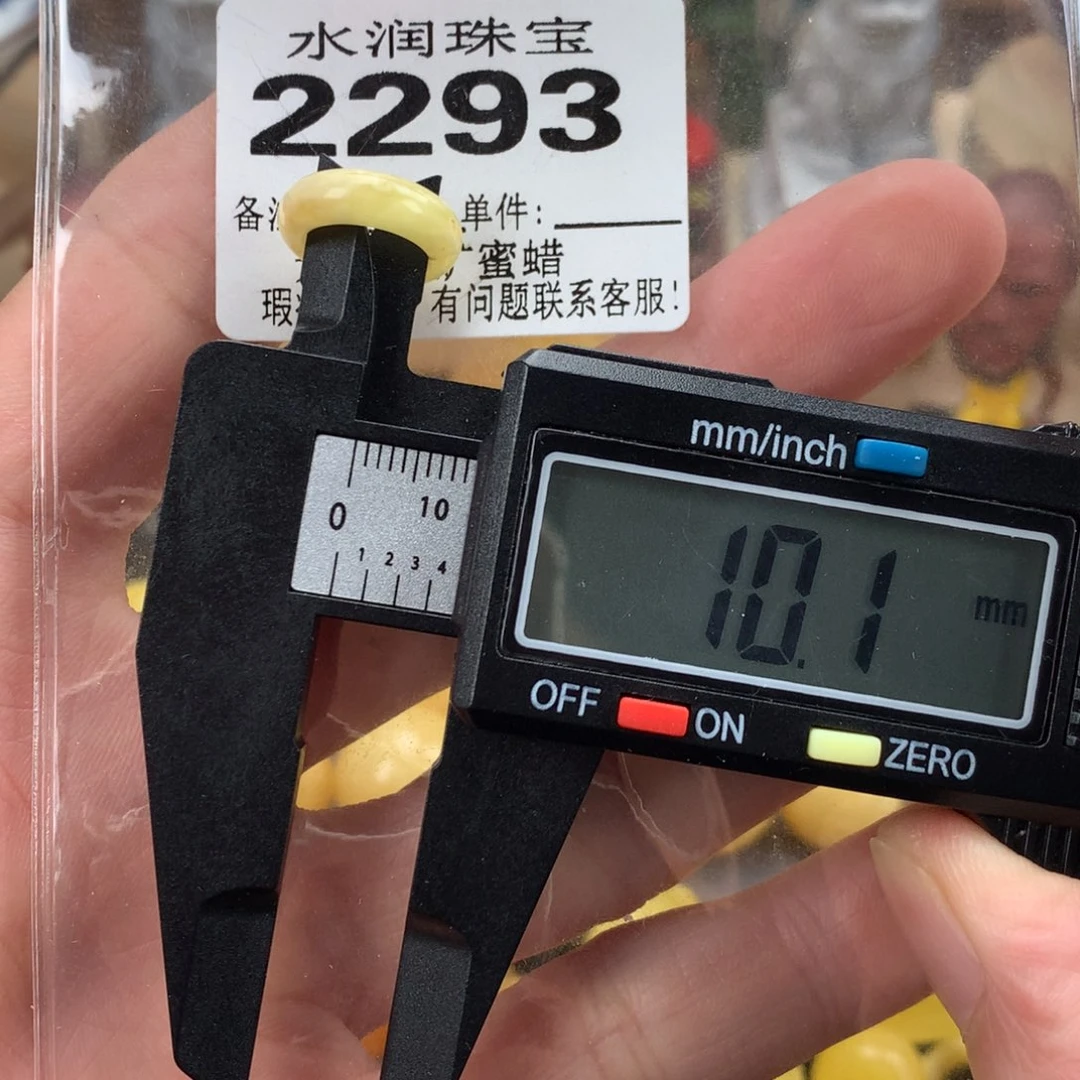 水润珠宝
2293
备 单件:
蜜蜡
瑕 有问题联系客服!
mm/inch
0 10
1 2 3 4
10.1 mm
OFF ON
ZERO